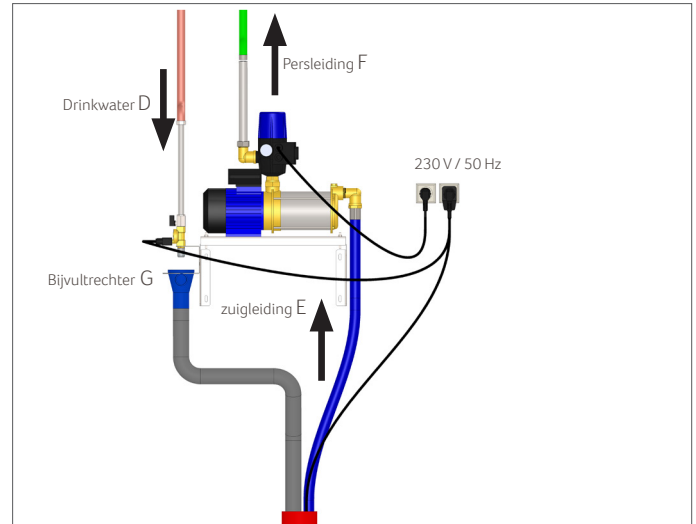 Persleiding F
Drinkwater D
230 V / 50 Hz
Bijvultrechter G
zuigleiding E